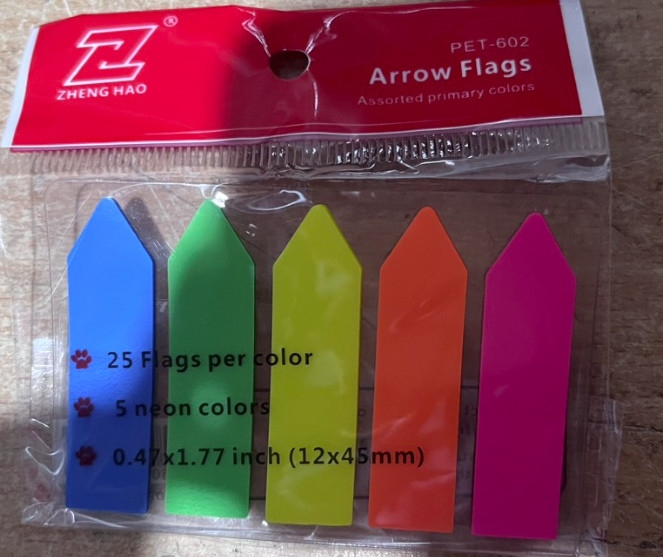 ®
ZHENG HAO
PET-602
Arrow Flags
Assorted primary colors
25 Flags per color
5 neon colors
0.47x1.77 inch (12x45mm)